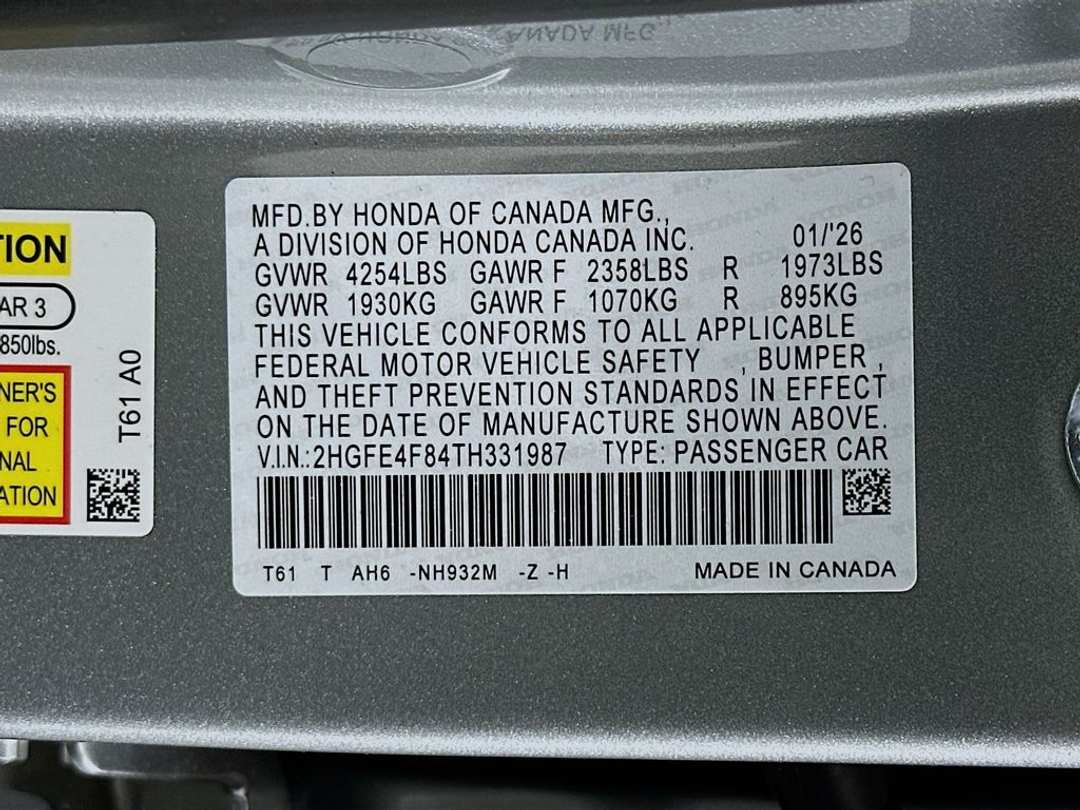 TION
AR 3
850lbs.
NER'S
FOR
NAL
ATION
T61 A0
MFD.BY HONDA OF CANADA MFG.,
A DIVISION OF HONDA CANADA INC. 01/'26
GVWR 4254LBS GAWR F 2358LBS R 1973LBS
GVWR 1930KG GAWR F 1070KG R 895KG
THIS VEHICLE CONFORMS TO ALL APPLICABLE
FEDERAL MOTOR VEHICLE SAFETY , BUMPER ,
AND THEFT PREVENTION STANDARDS IN EFFECT
ON THE DATE OF MANUFACTURE SHOWN ABOVE.
V.I.N.:2HGFE4F84TH331987 TYPE: PASSENGER CAR
T61 T AH6 -NH932M -Z -H MADE IN CANADA